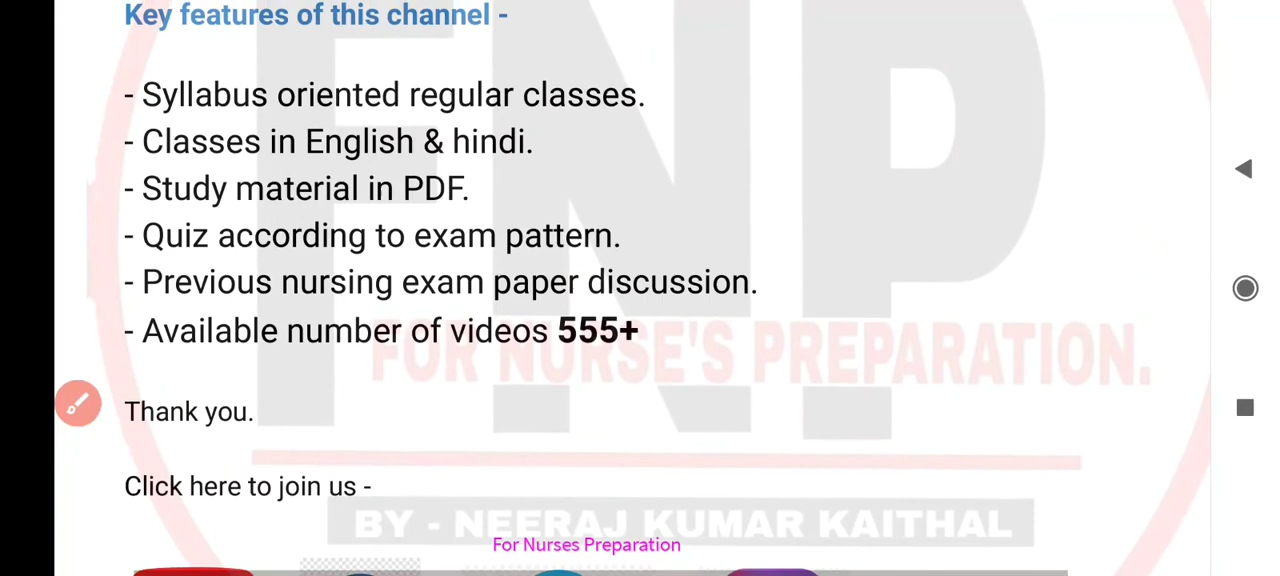 Key features of this channel -
- Syllabus oriented regular classes.
- Classes in English & hindi.
- Study material in PDF.
- Quiz according to exam pattern.
- Previous nursing exam paper discussion.
- Available number of videos 555+
FNP
FOR NURSE'S PREPARATION.
Thank you.
Click here to join us -
BY - NEERAJ KUMAR KAITHAL
For Nurses Preparation